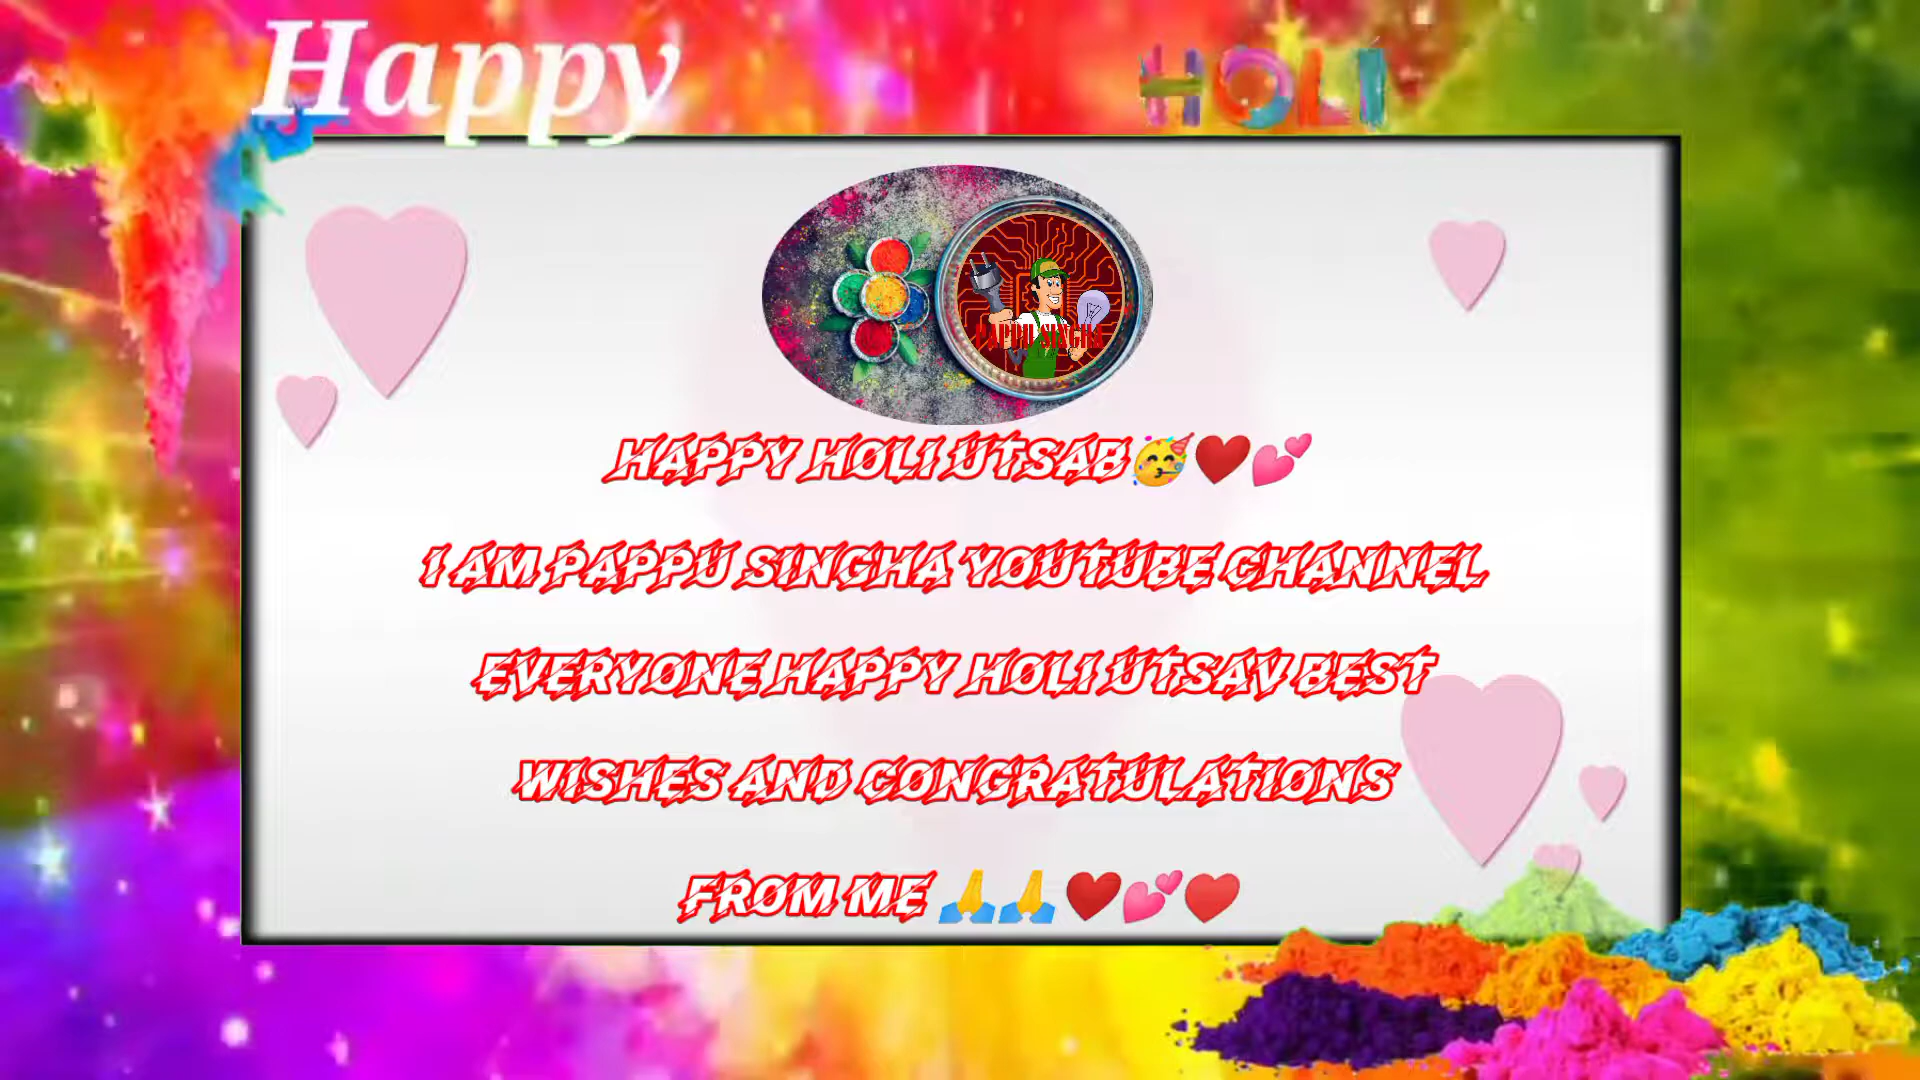 Happy HOLI
PAPPU SINGHA
HAPPY HOLI UTSAB🥳❤️💕
I AM PAPPU SINGHA YOUTUBE CHANNEL
EVERYONE HAPPY HOLI UTSAV BEST
WISHES AND CONGRATULATIONS
FROM ME 🙏🙏❤️💕❤️